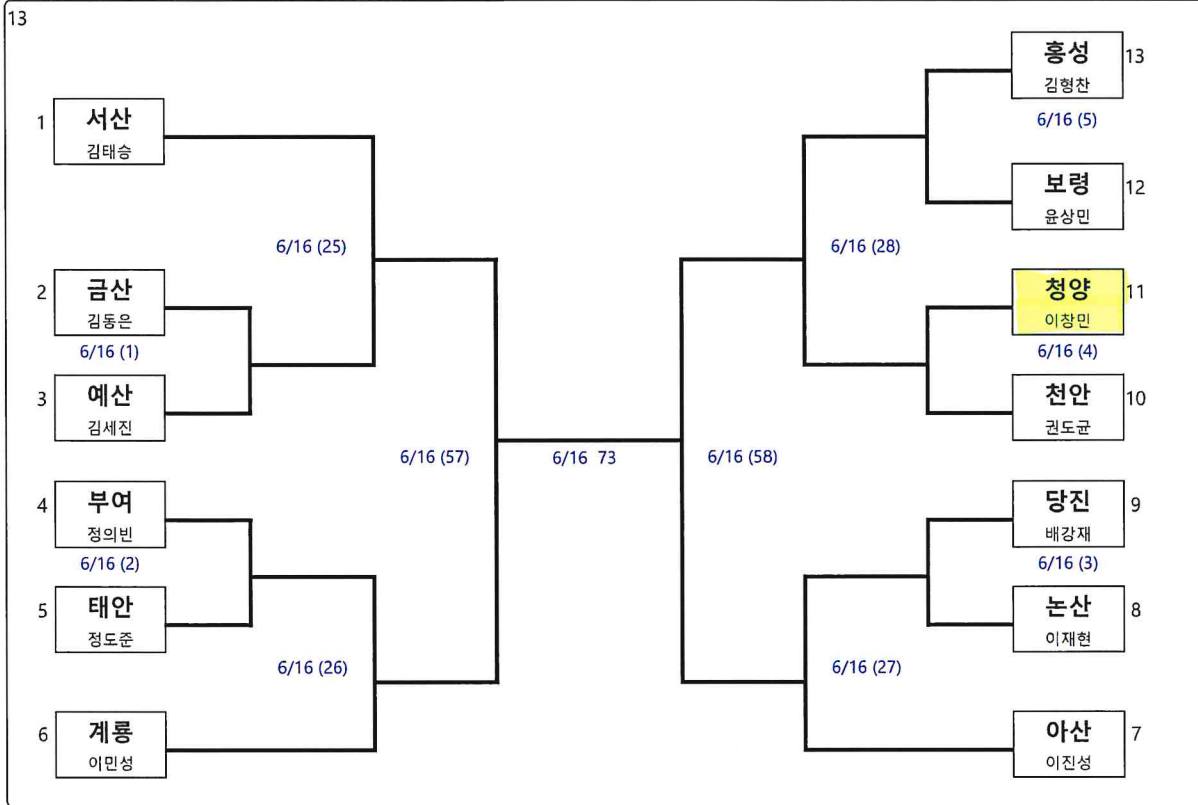 13
1
서산
김태승
6/16 (25)
2
금산
김동은
6/16 (1)
3
예산
김세진
6/16 (57)
4
부여
정의빈
6/16 (2)
5
태안
정도준
6/16 (26)
6
계룡
이민성
6/16 73
홍성
13
김형찬
6/16 (5)
보령
12
윤상민
6/16 (28)
청양
11
이창민
6/16 (4)
천안
10
권도균
6/16 (58)
당진
9
배강재
6/16 (3)
논산
8
이재현
6/16 (27)
아산
7
이진성